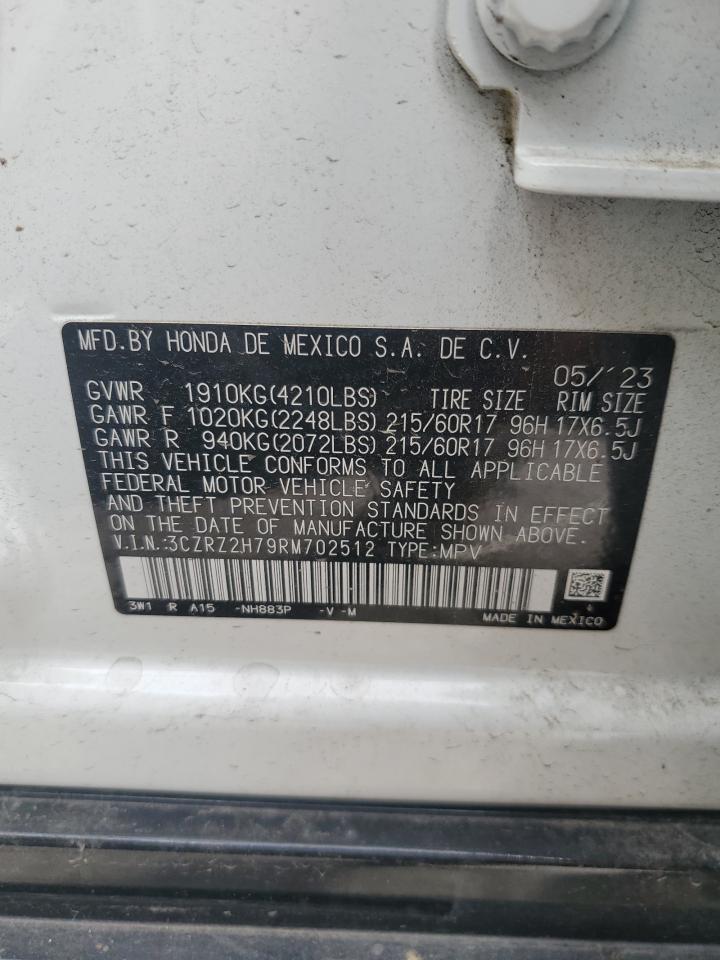 MFD.BY HONDA DE MEXICO S.A. DE C.V.
05/'23
GVWR 1910KG(4210LBS) TIRE SIZE RIM SIZE
GAWR F 1020KG(2248LBS) 215/60R17 96H 17X6.5J
GAWR R 940KG(2072LBS) 215/60R17 96H 17X6.5J
THIS VEHICLE CONFORMS TO ALL APPLICABLE
FEDERAL MOTOR VEHICLE SAFETY
AND THEFT PREVENTION STANDARDS IN EFFECT
ON THE DATE OF MANUFACTURE SHOWN ABOVE.
V.I.N.:3CZRZ2H79RM702512 TYPE:MPV
3W1 R A15 -NH883P -V -M
MADE IN MEXICO